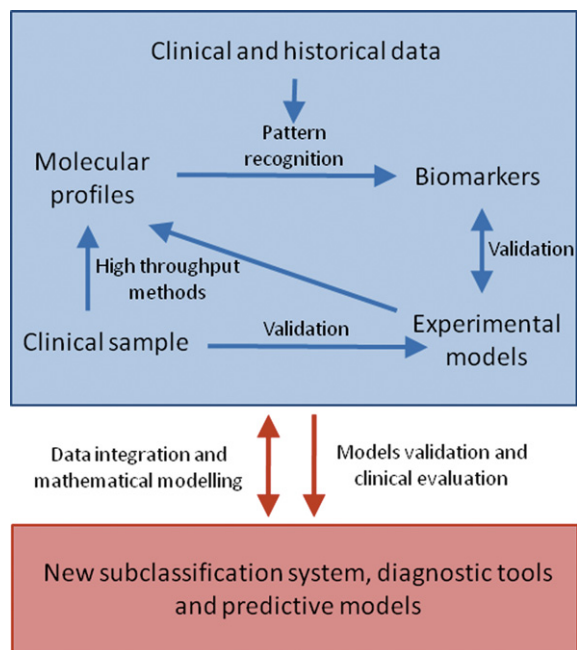 Clinical and historical data
Pattern
recognition
Molecular
profiles
Biomarkers
High throughput
methods
Validation
Clinical sample
Validation
Experimental
models
Data integration and
mathematical modelling
Models validation and
clinical evaluation
New subclassification system, diagnostic tools
and predictive models